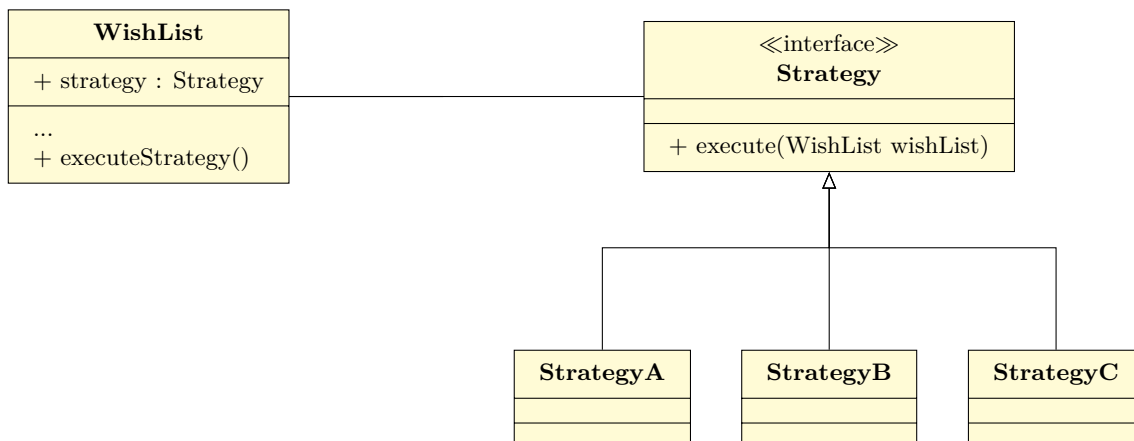 WishList
+ strategy : Strategy
...
+ executeStrategy()
≪interface≫
Strategy
+ execute(WishList wishList)
StrategyA
StrategyB
StrategyC